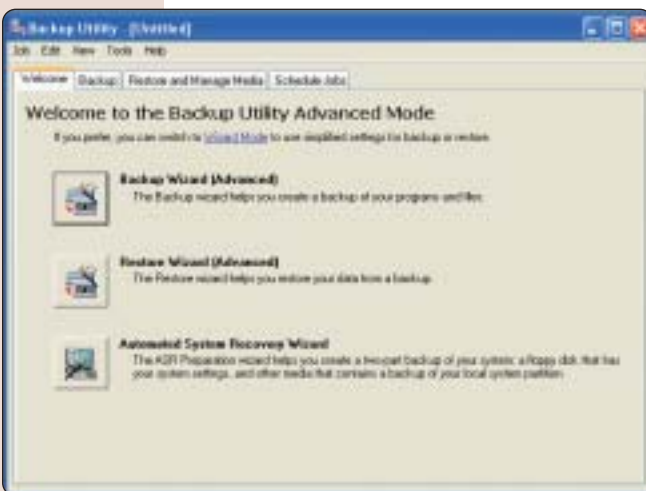 Backup Utility - [Untitled]
Job Edit View Tools Help
Welcome Backup Restore and Manage Media Schedule Jobs
Welcome to the Backup Utility Advanced Mode
If you prefer, you can switch to Wizard Mode to use simplified settings for backup or restore.
Backup Wizard (Advanced)
The Backup wizard helps you create a backup of your programs and files.
Restore Wizard (Advanced)
The Restore wizard helps you restore your data from a backup.
Automated System Recovery Wizard
The ASR Preparation wizard helps you create a two-part backup of your system: a floppy disk that has
your system settings, and other media that contains a backup of your local system partition.